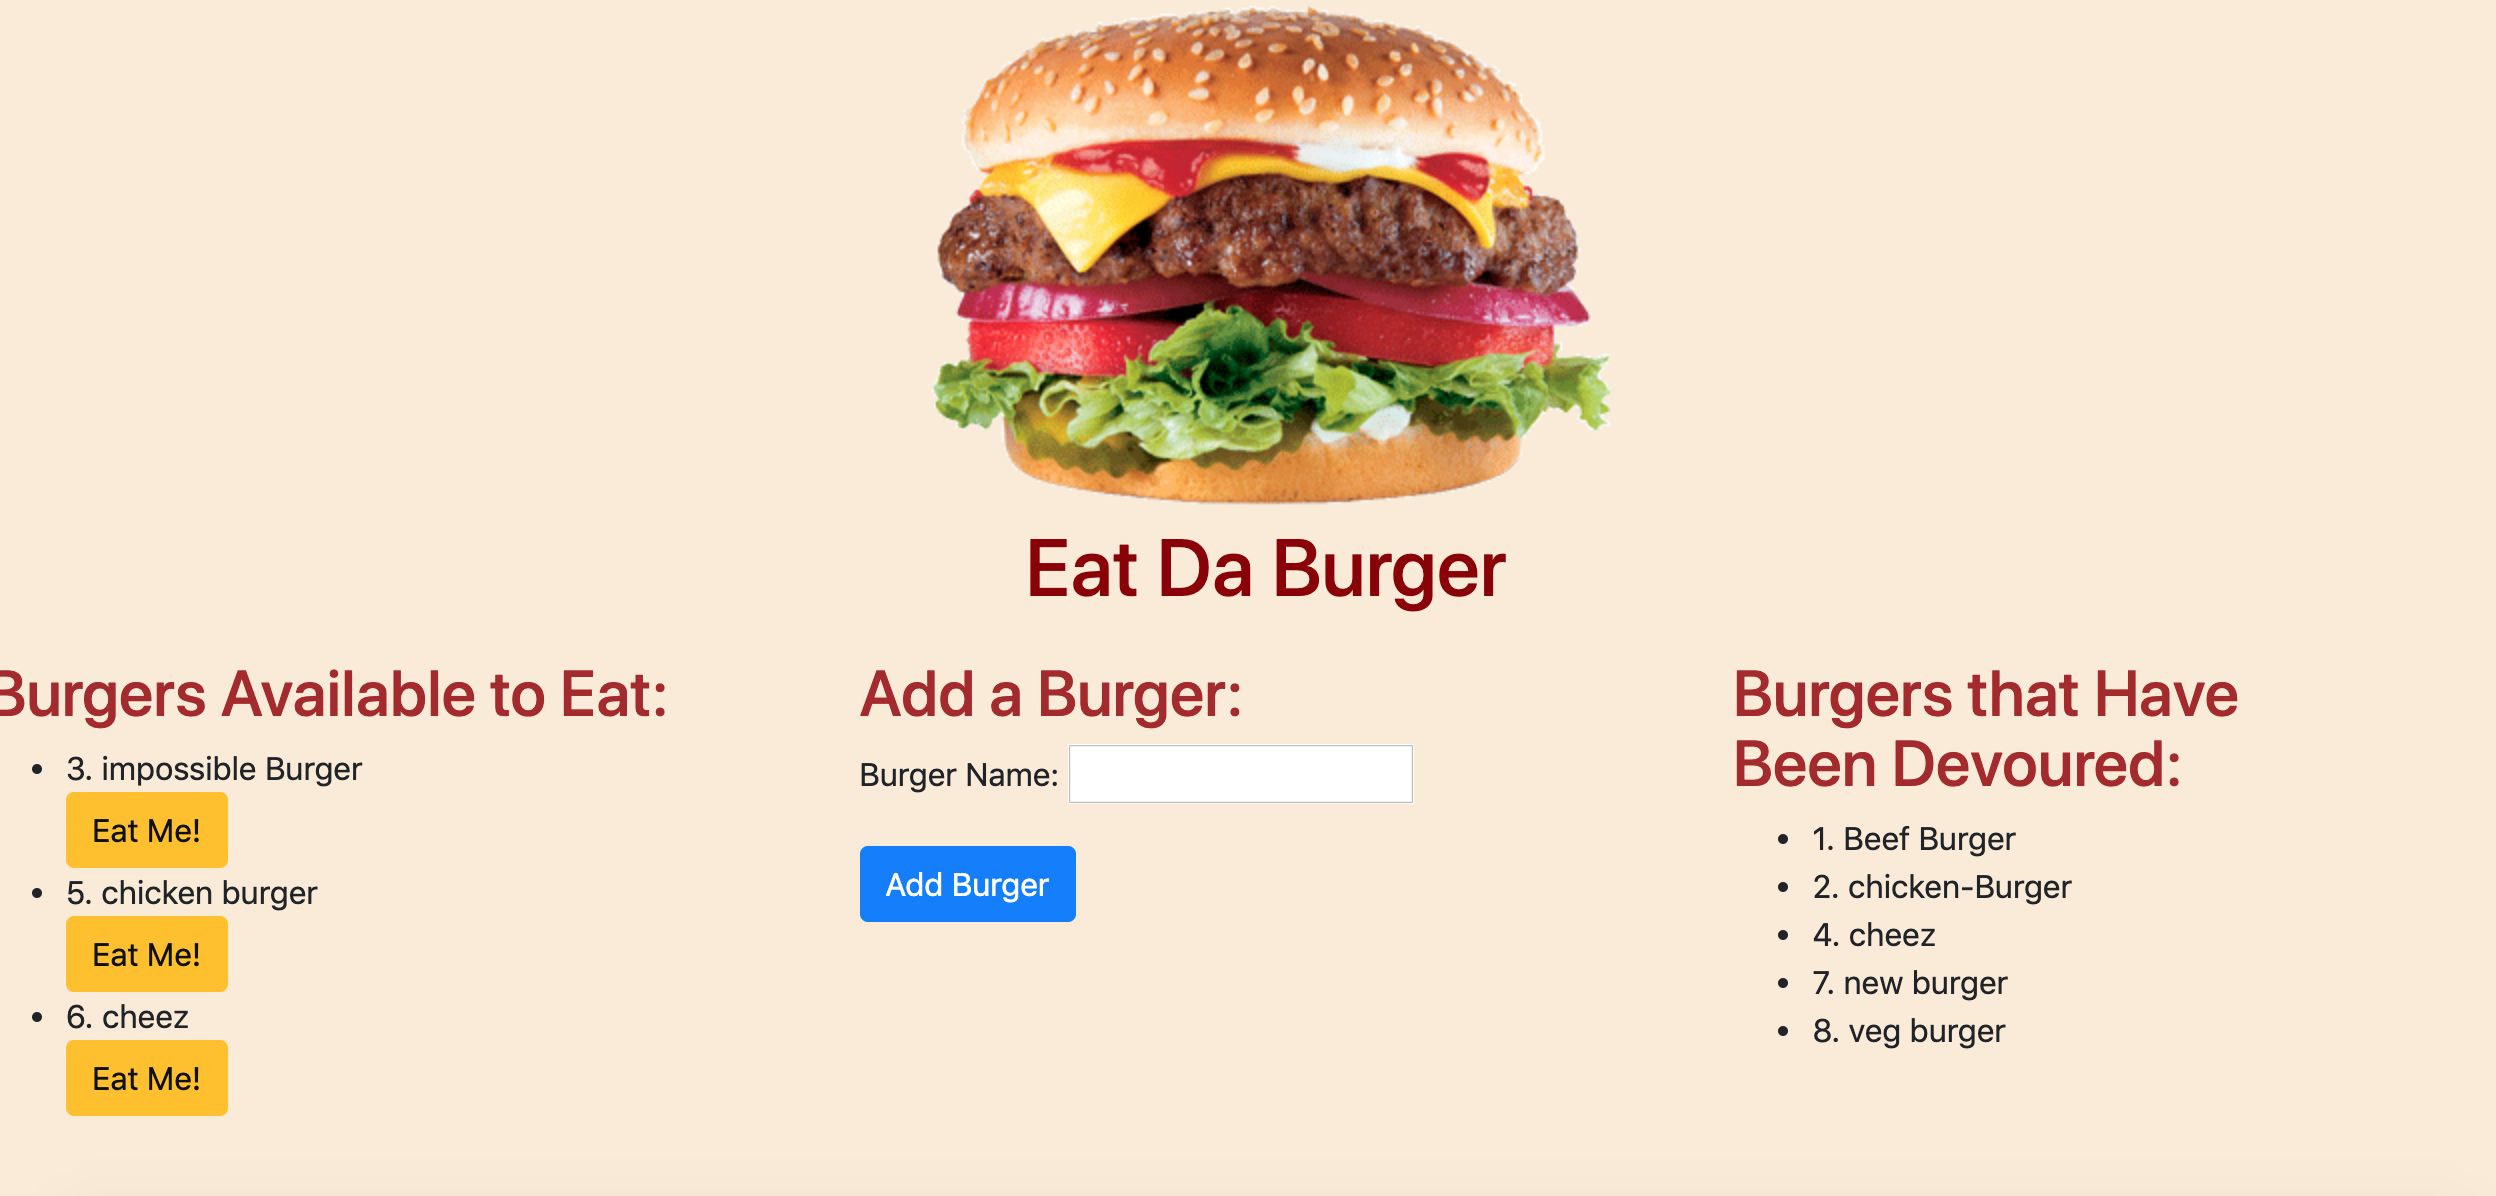 Eat Da Burger
Burgers Available to Eat:
3. impossible Burger
Eat Me!
5. chicken burger
Eat Me!
6. cheez
Eat Me!
Add a Burger:
Burger Name:
Add Burger
Burgers that Have
Been Devoured:
1. Beef Burger
2. chicken-Burger
4. cheez
7. new burger
8. veg burger